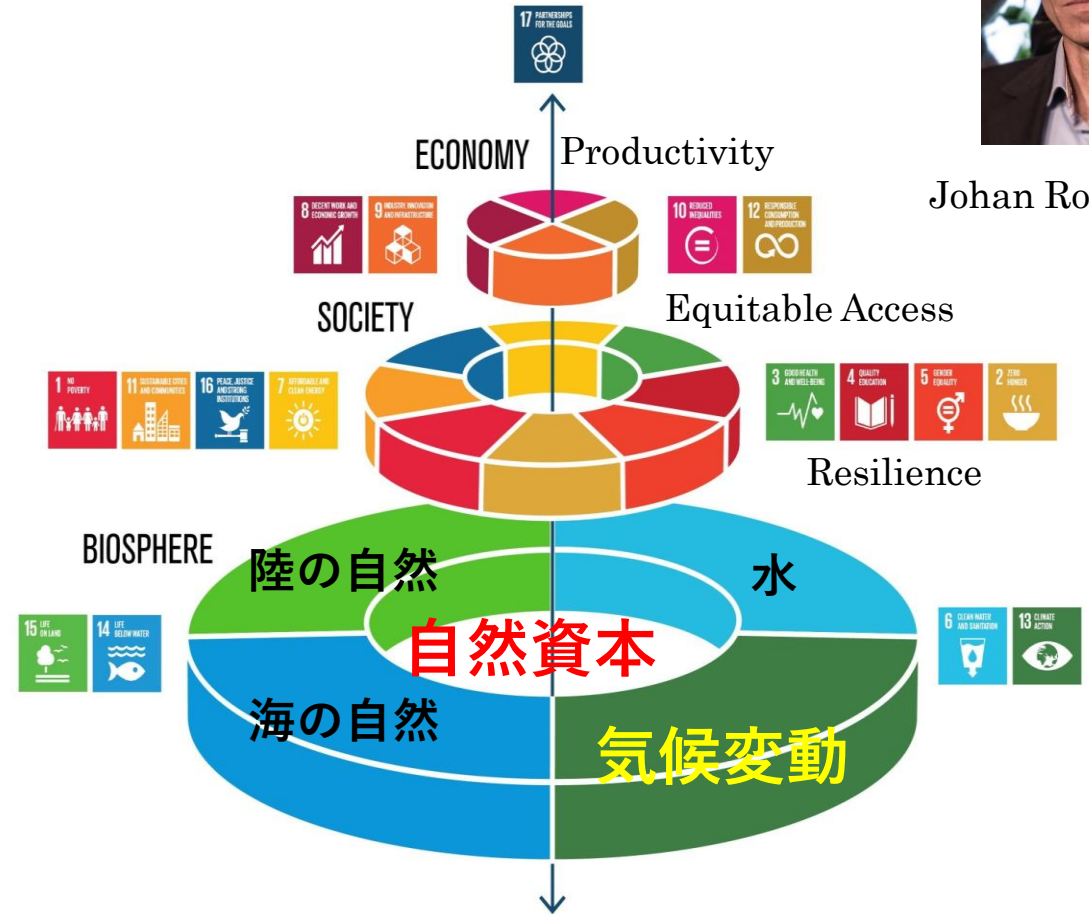 17 PARTNERSHIPS
FOR THE GOALS
ECONOMY
Productivity
8 DECENT WORK AND
ECONOMIC GROWTH
9 INDUSTRY, INNOVATION
AND INFRASTRUCTURE
10 REDUCED
INEQUALITIES
12 RESPONSIBLE
CONSUMPTION
AND PRODUCTION
Johan Ro
SOCIETY
Equitable Access
1 NO
POVERTY
11 SUSTAINABLE CITIES
AND COMMUNITIES
16 PEACE, JUSTICE
AND STRONG
INSTITUTIONS
7 AFFORDABLE AND
CLEAN ENERGY
3 GOOD HEALTH
AND WELL-BEING
4 QUALITY
EDUCATION
5 GENDER
EQUALITY
2 ZERO
HUNGER
Resilience
BIOSPHERE
陸の自然
水
15 LIFE
ON LAND
14 LIFE
BELOW WATER
6 CLEAN WATER
AND SANITATION
13 CLIMATE
ACTION
自然資本
海の自然
気候変動